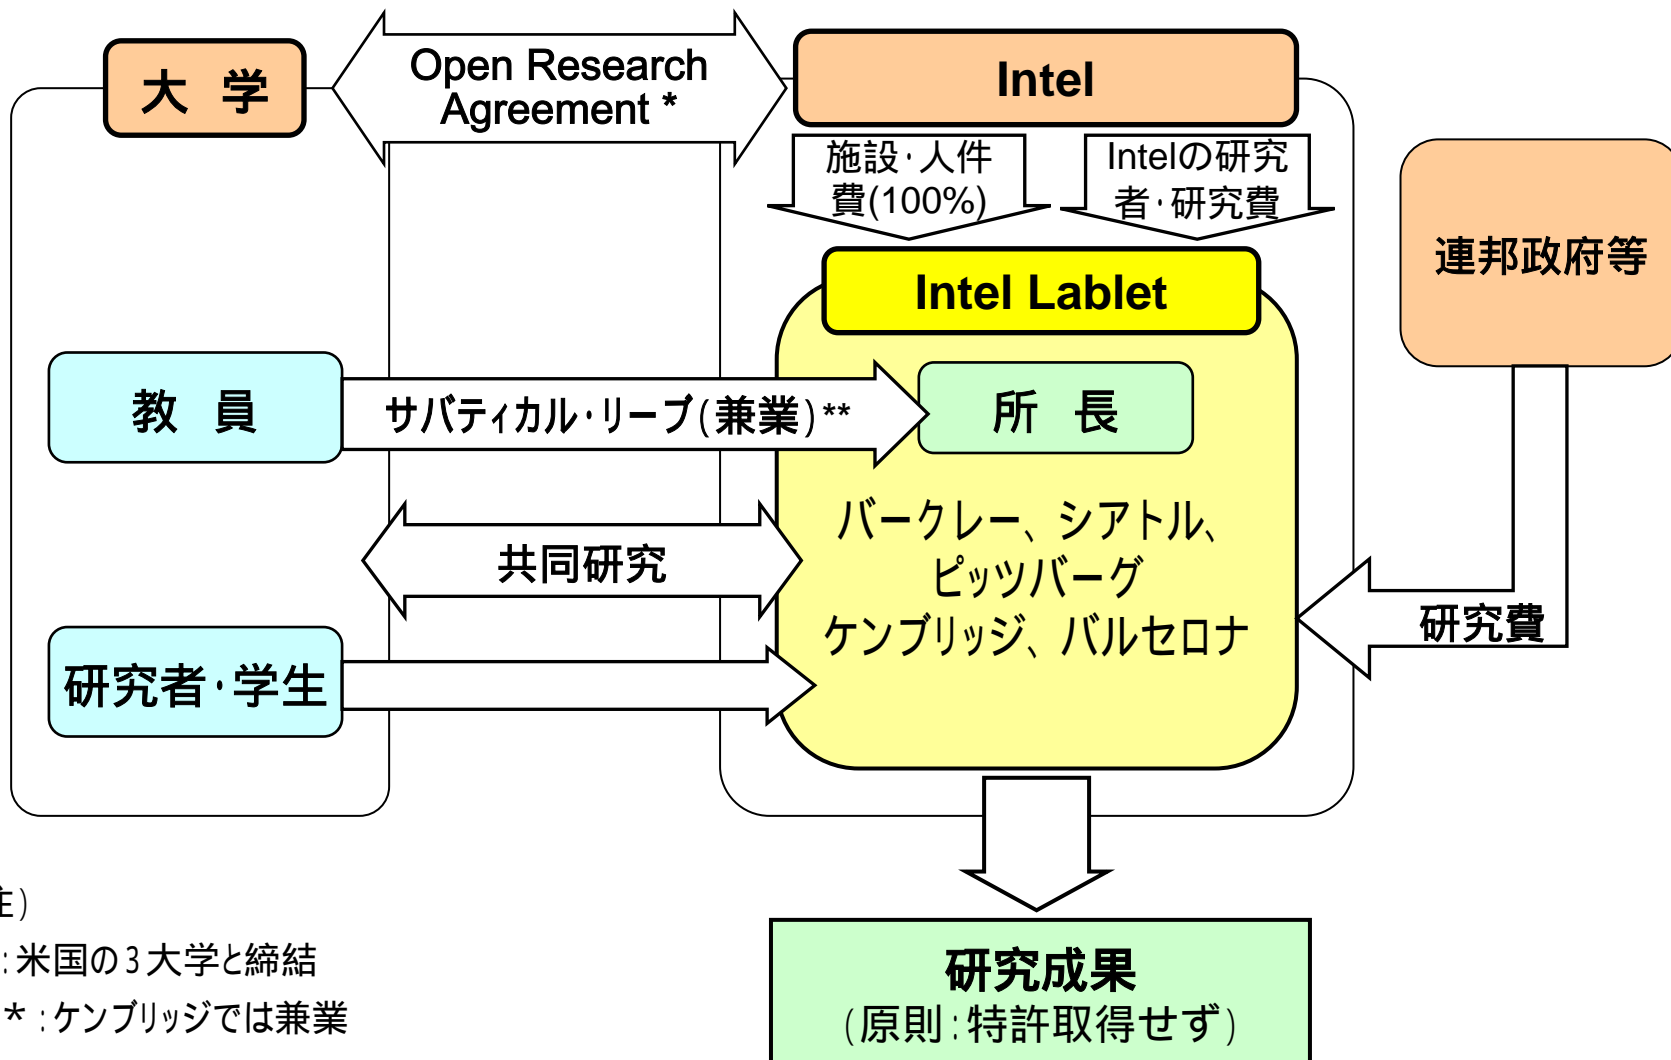 大 学
Open Research
Agreement *
Intel
施設・人件
費(100%)
Intelの研究
者・研究費
連邦政府等
Intel Lablet
教 員
サバティカル・リーブ(兼業)**
所 長
バークレー、シアトル、
ピッツバーグ
ケンブリッジ、バルセロナ
共同研究
研究費
研究者・学生
注)
:米国の3大学と締結
*:ケンブリッジでは兼業
研究成果
(原則:特許取得せず)